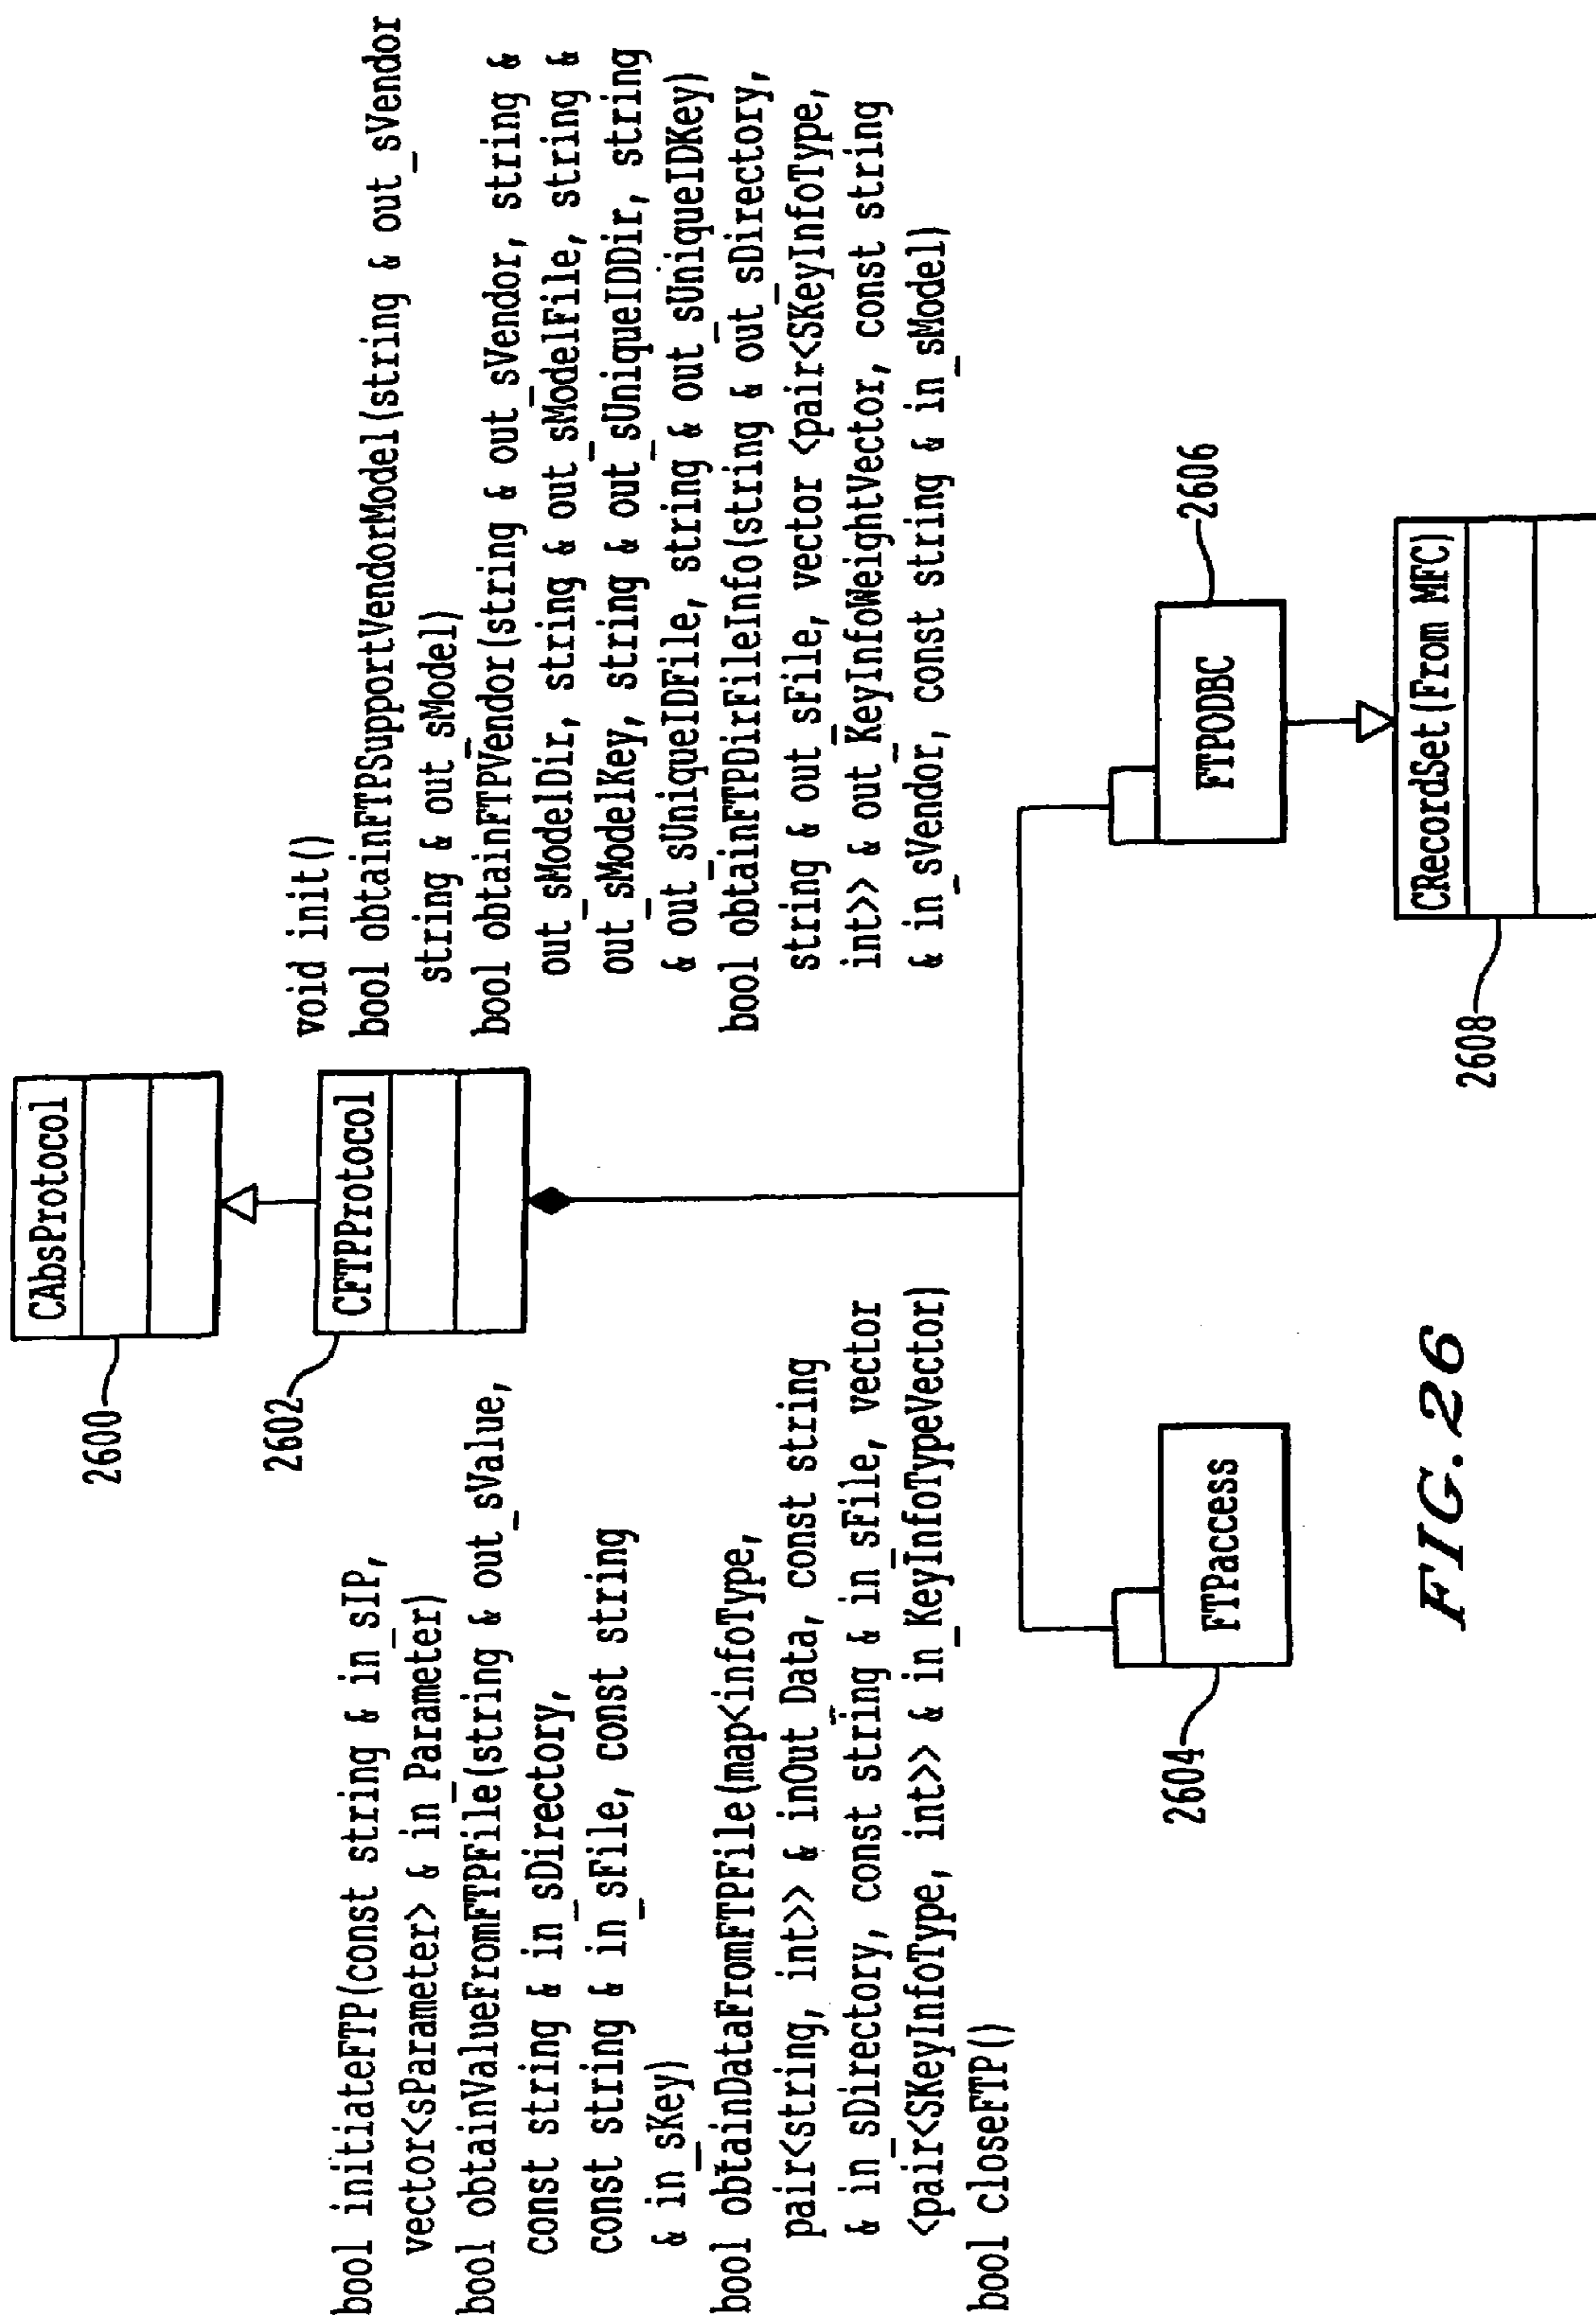 CAbsProtocol
2600
CFTPProtocol
2602
bool initiateFTP(const string & in_sIP,
vector<sParameter> & in_Parameter)
bool obtainValueFromFTPFile(string & out_sValue,
const string & in_sDirectory,
const string & in_sFile, const string
& in_sKey)
bool obtainDataFromFTPFile(map<infoType,
pair<string, int>> & inOut_Data, const string
& in_sDirectory, const string & in_sFile, vector
<pair<SKeyInfoType, int>> & in_KeyInfoTypeVector)
bool closeFTP()
void init()
bool obtainFTPSupportVendorModel(string & out_sVendor
string & out_sModel)
bool obtainFTPVendor(string & out_sVendor, string &
out_sModelDir, string & out_sModelFile, string &
out_sModelKey, string & out_sUniqueIDDir, string
& out_sUniqueIDFile, string & out_sUniqueIDKey)
bool obtainFTPDirFileInfo(string & out_sDirectory,
string & out_sFile, vector <pair<SKeyInfoType,
int>> & out_KeyInfoWeightVector, const string
& in_sVendor, const string & in_sModel)
FTPaccess
2604
FTPODBC
2606
CRecordSet(From MFC)
2608
FIG. 26